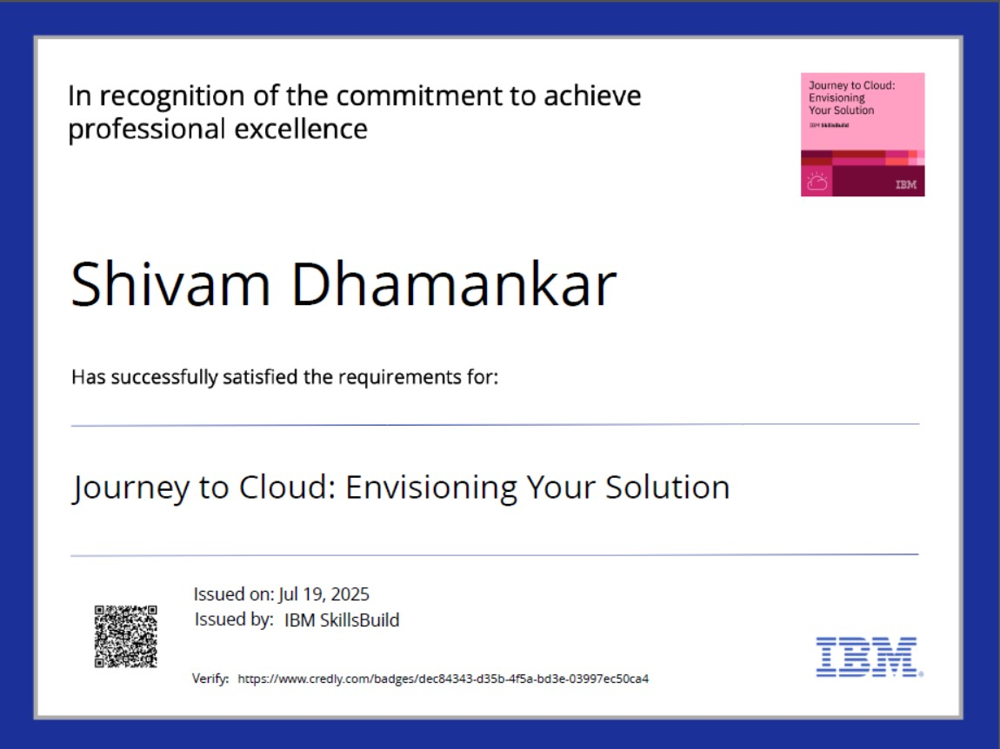 In recognition of the commitment to achieve
professional excellence
Journey to Cloud:
Envisioning
Your Solution
IBM SkillsBuild
IBM
Shivam Dhamankar
Has successfully satisfied the requirements for:
Journey to Cloud: Envisioning Your Solution
Issued on: Jul 19, 2025
Issued by: IBM SkillsBuild
Verify: https://www.credly.com/badges/dec84343-d35b-4f5a-bd3e-03997ec50ca4
IBM®